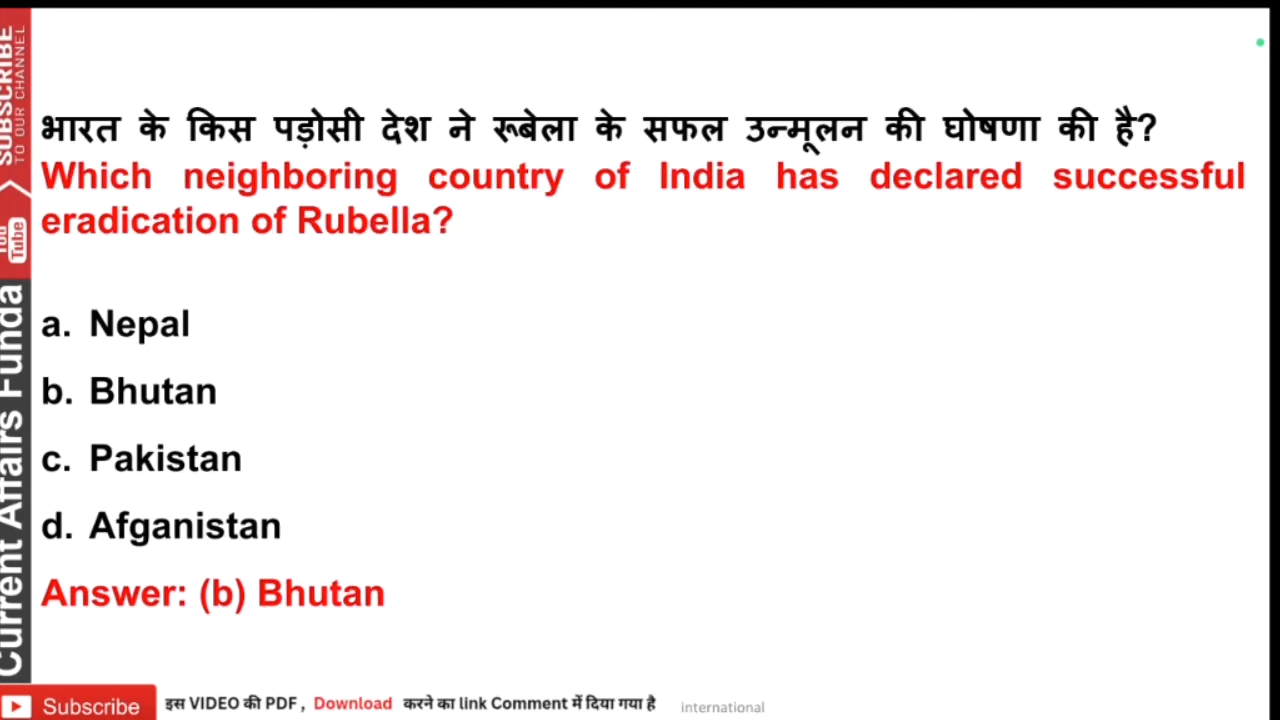 SUBSCRIBE
TO OUR CHANNEL
You
Tube
Current Affairs Funda
भारत के किस पड़ोसी देश ने रूबेला के सफल उन्मूलन की घोषणा की है?
Which neighboring country of India has declared successful
eradication of Rubella?
a. Nepal
b. Bhutan
c. Pakistan
d. Afganistan
Answer: (b) Bhutan
Subscribe
इस VIDEO की PDF , Download करने का link Comment में दिया गया है
international